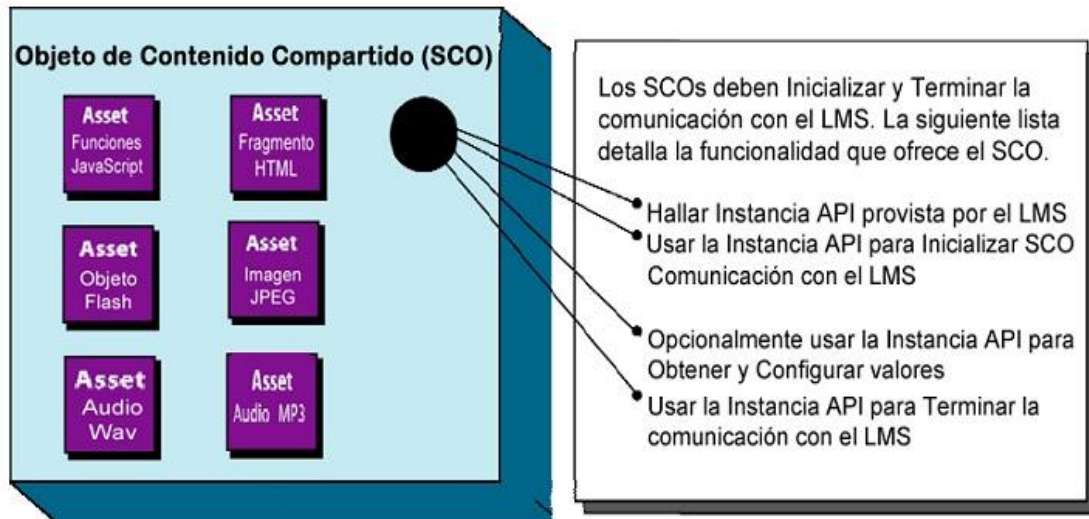 Objeto de Contenido Compartido (SCO)
Asset
Funciones
JavaScript
Asset
Fragmento
HTML
Asset
Objeto
Flash
Asset
Imagen
JPEG
Asset
Audio
Wav
Asset
Audio MP3
Los SCOs deben Inicializar y Terminar la
comunicación con el LMS. La siguiente lista
detalla la funcionalidad que ofrece el SCO.
Hallar Instancia API provista por el LMS
Usar la Instancia API para Inicializar SCO
Comunicación con el LMS
Opcionalmente usar la Instancia API para
Obtener y Configurar valores
Usar la Instancia API para Terminar la
comunicación con el LMS